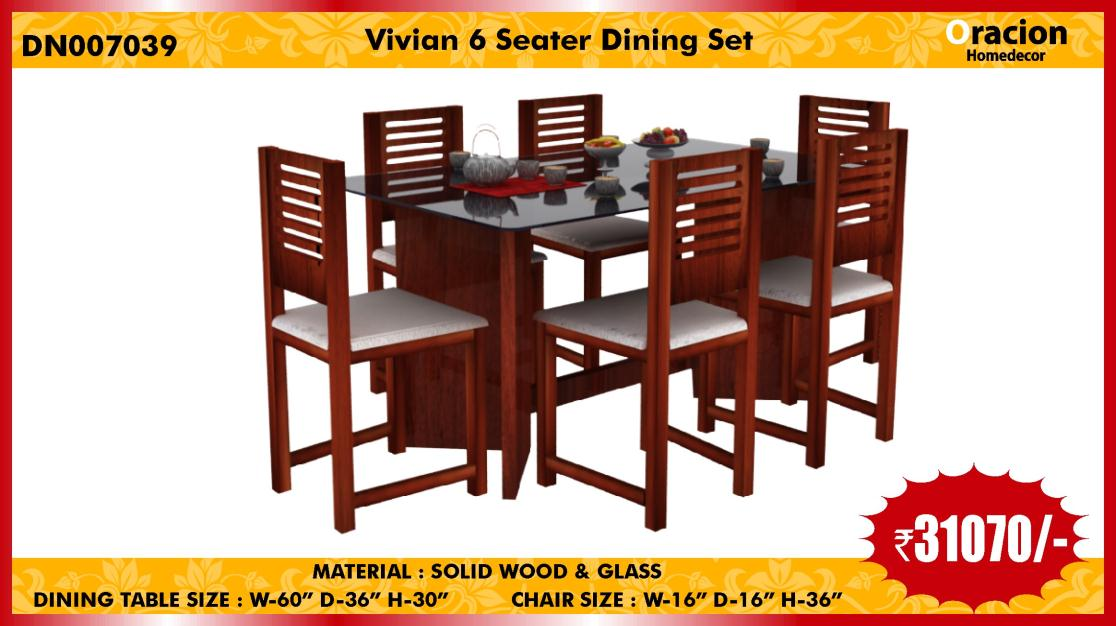 DN007039
Vivian 6 Seater Dining Set
Oracion
Homedecor
₹31070/-
MATERIAL : SOLID WOOD & GLASS
DINING TABLE SIZE : W-60” D-36” H-30” CHAIR SIZE : W-16” D-16” H-36”